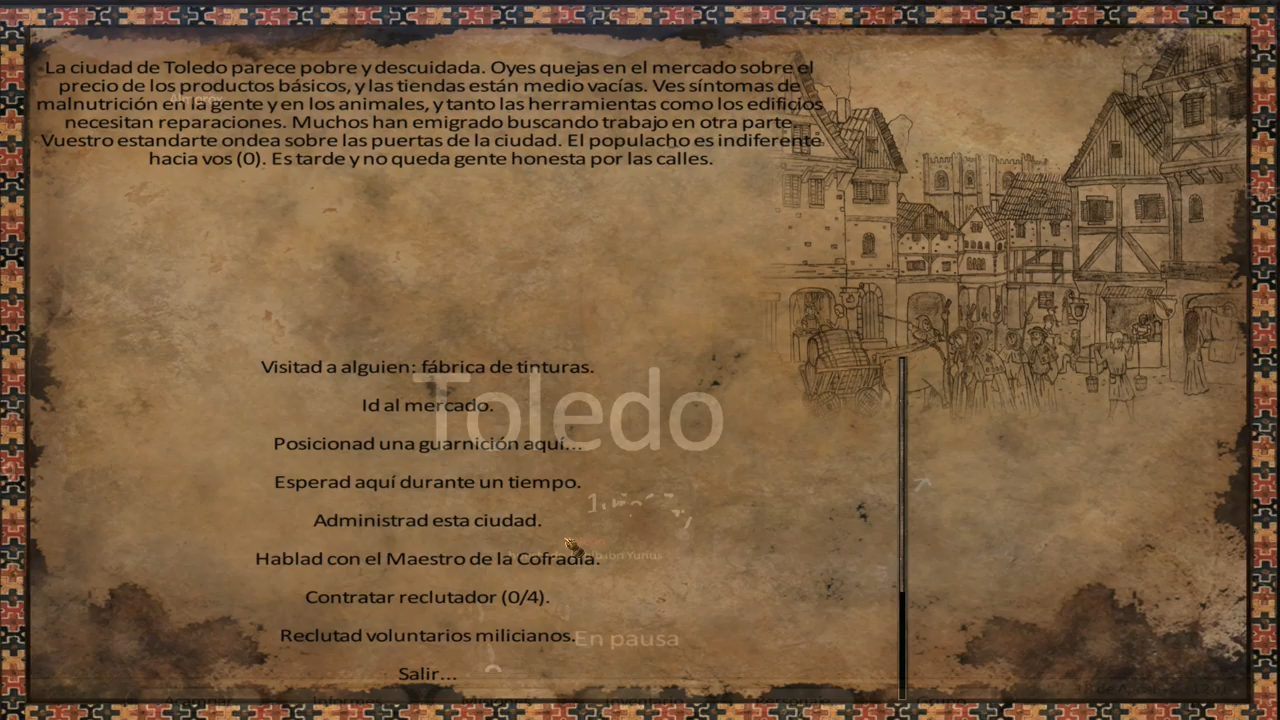 La ciudad de Toledo parece pobre y descuidada. Oyes quejas en el mercado sobre el
precio de los productos básicos, y las tiendas están medio vacías. Ves síntomas de
malnutrición en la gente y en los animales, y tanto las herramientas como los edificios
necesitan reparaciones. Muchos han emigrado buscando trabajo en otra parte.
Vuestro estandarte ondea sobre las puertas de la ciudad. El populacho es indiferente
hacia vos (0). Es tarde y no queda gente honesta por las calles.
Visitad a alguien: fábrica de tinturas.
Toledo
Id al mercado.
Posicionad una guarnición aquí...
Esperad aquí durante un tiempo.
Administrad esta ciudad.
Hablad con el Maestro de la Cofradía.
Contratar reclutador (0/4).
Reclutad voluntarios milicianos.
En pausa
Salir...